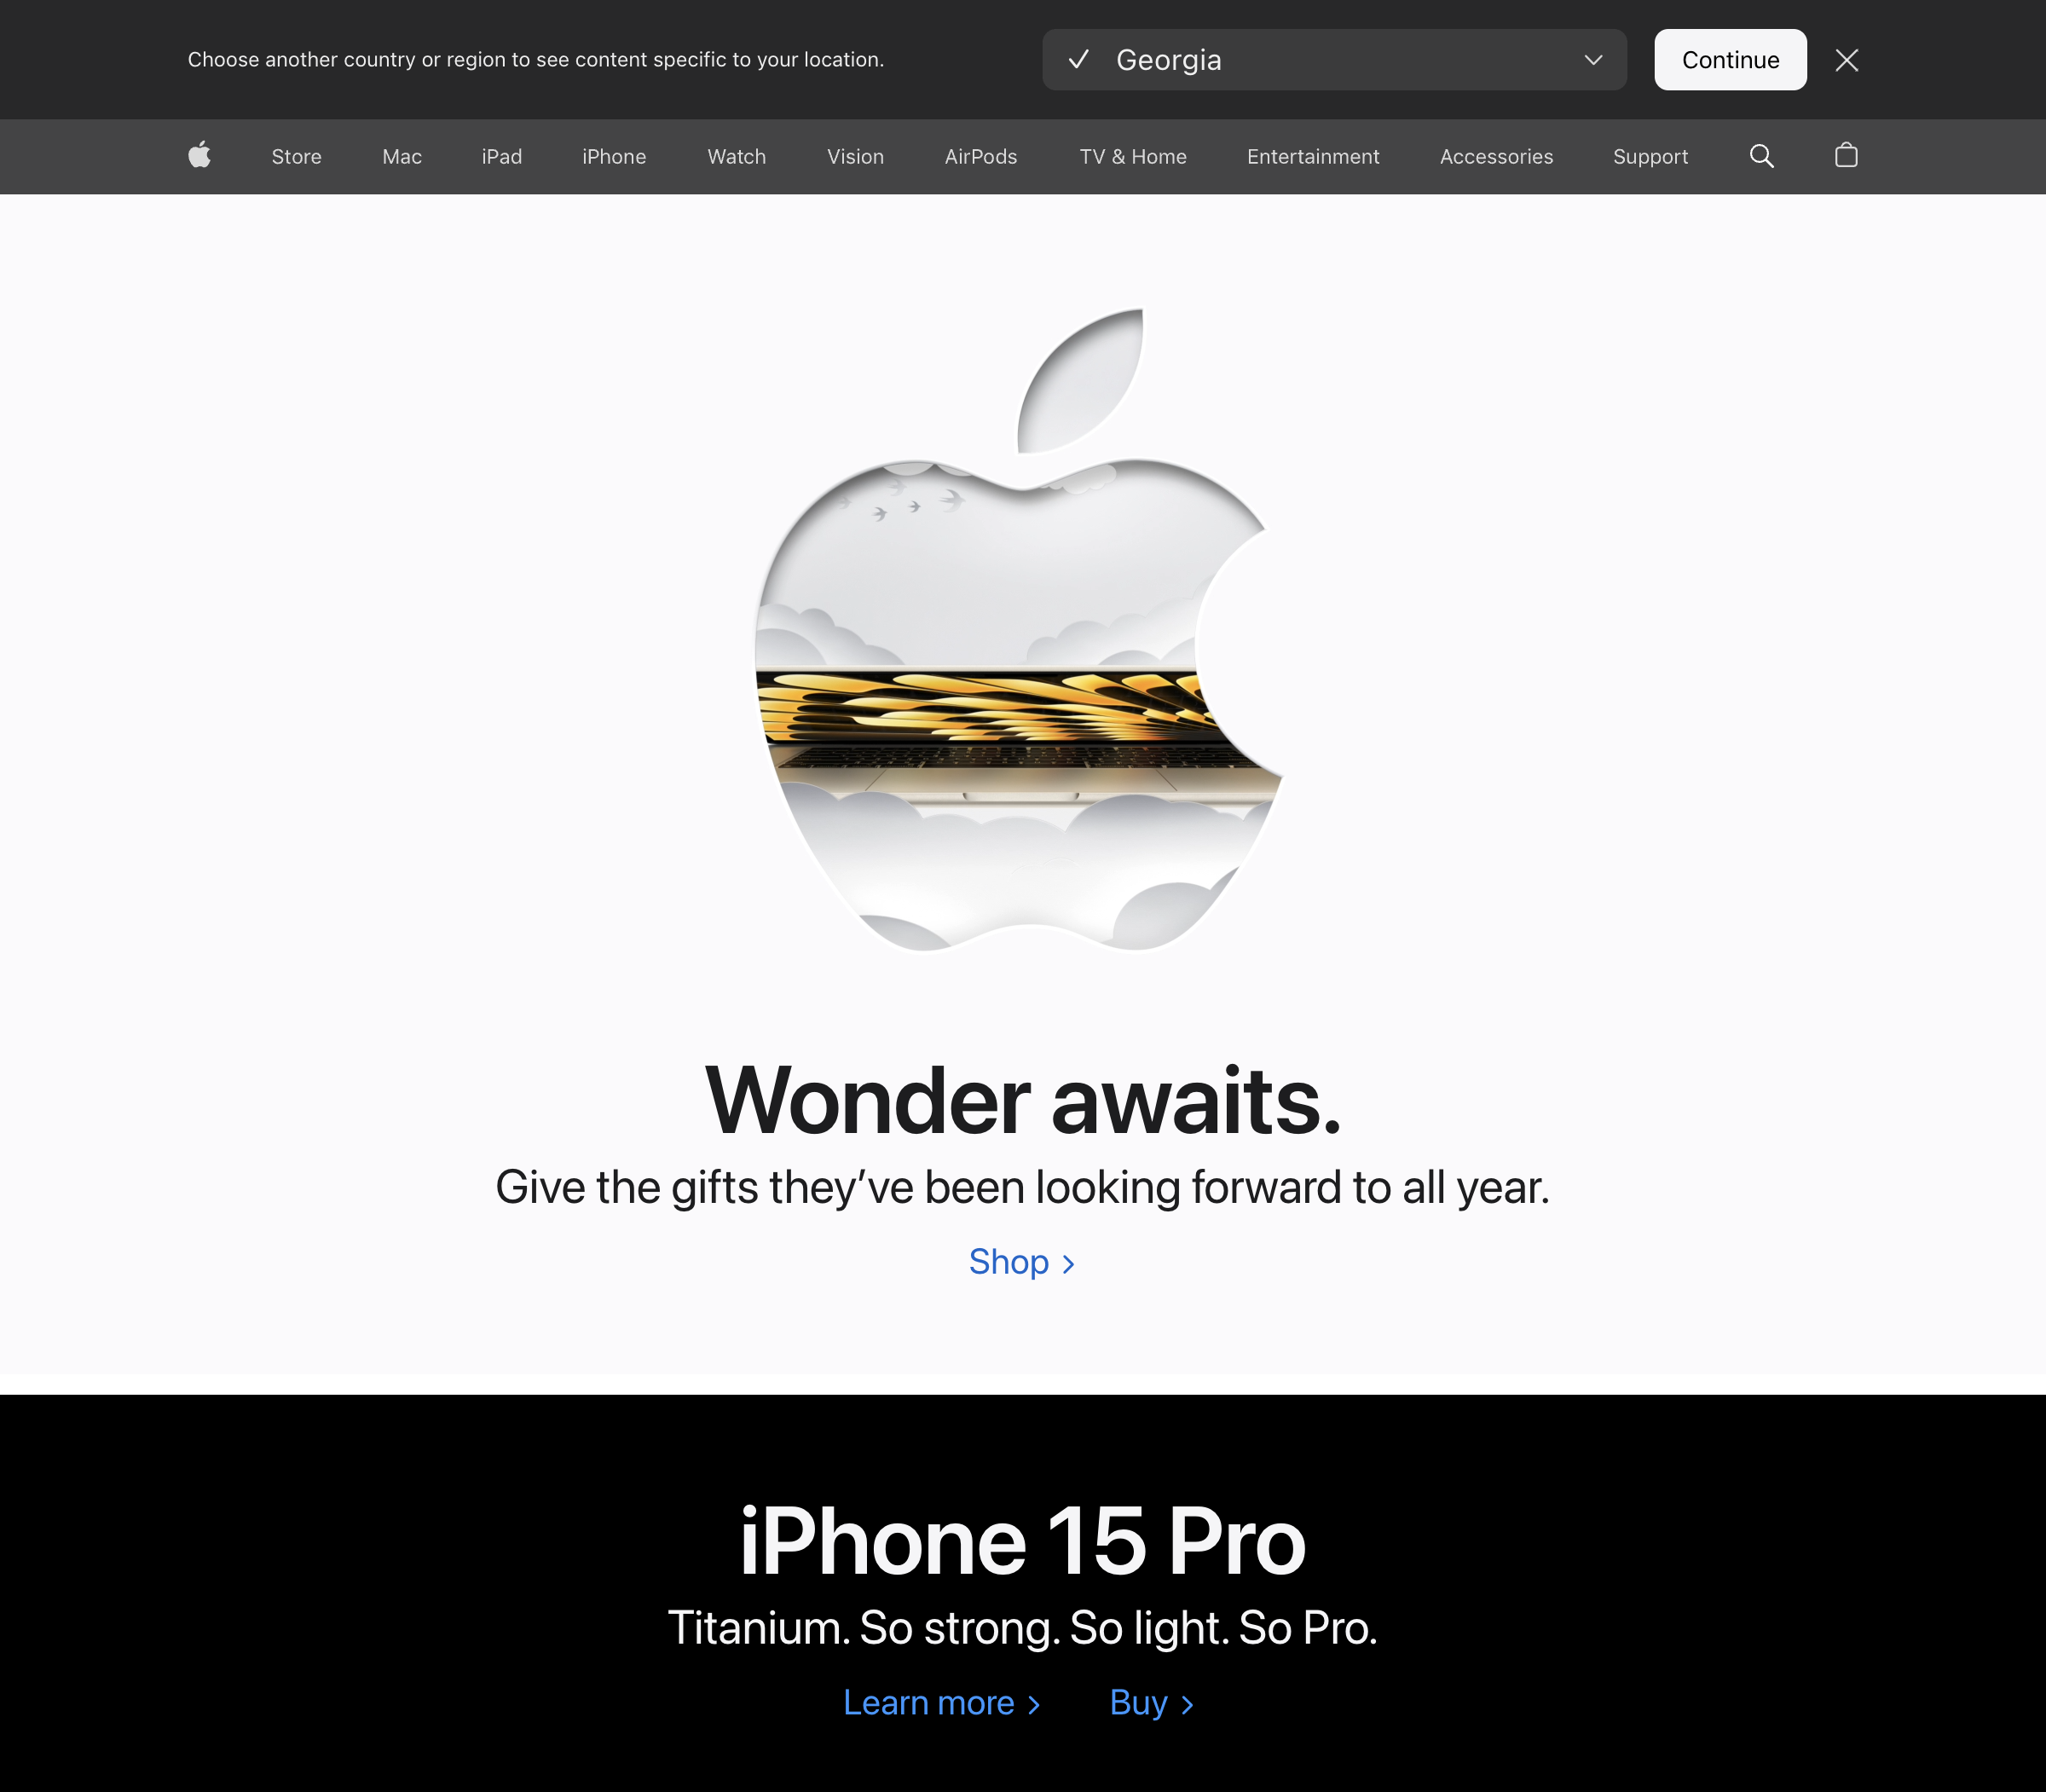 Choose another country or region to see content specific to your location.
Georgia
Continue
Store
Mac
iPad
iPhone
Watch
Vision
AirPods
TV & Home
Entertainment
Accessories
Support
Wonder awaits.
Give the gifts they’ve been looking forward to all year.
Shop
iPhone 15 Pro
Titanium. So strong. So light. So Pro.
Learn more
Buy